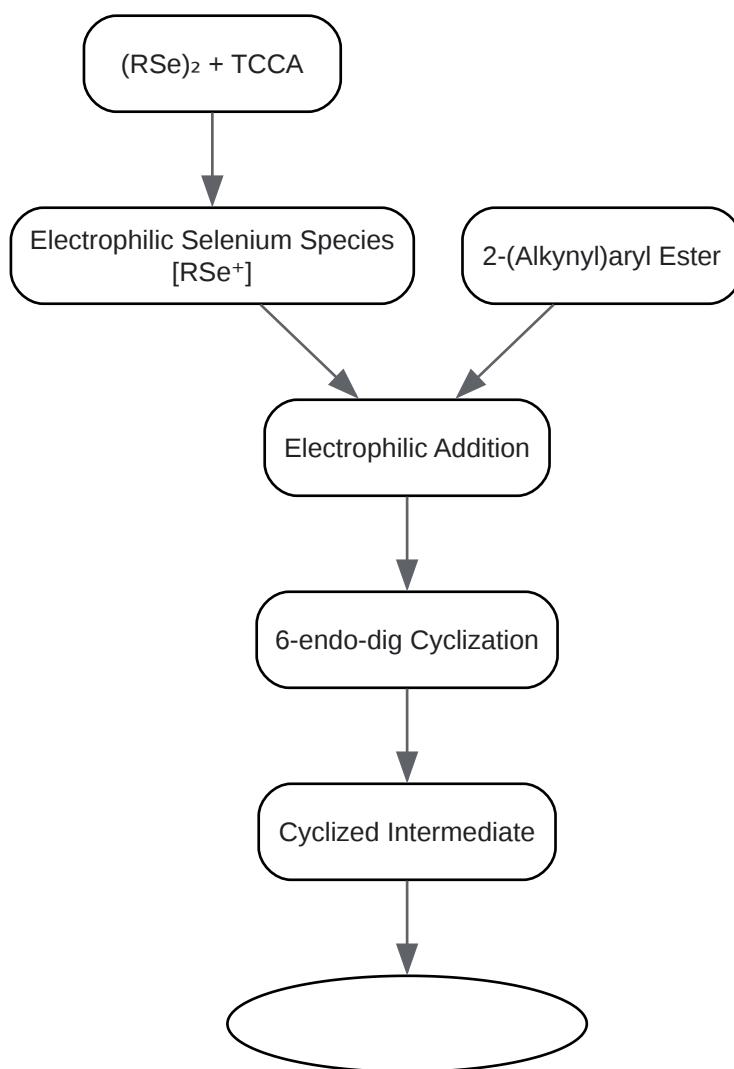 (RSe)₂ + TCCA
Electrophilic Selenium Species
[RSe⁺]
2-(Alkynyl)aryl Ester
Electrophilic Addition
6-endo-dig Cyclization
Cyclized Intermediate